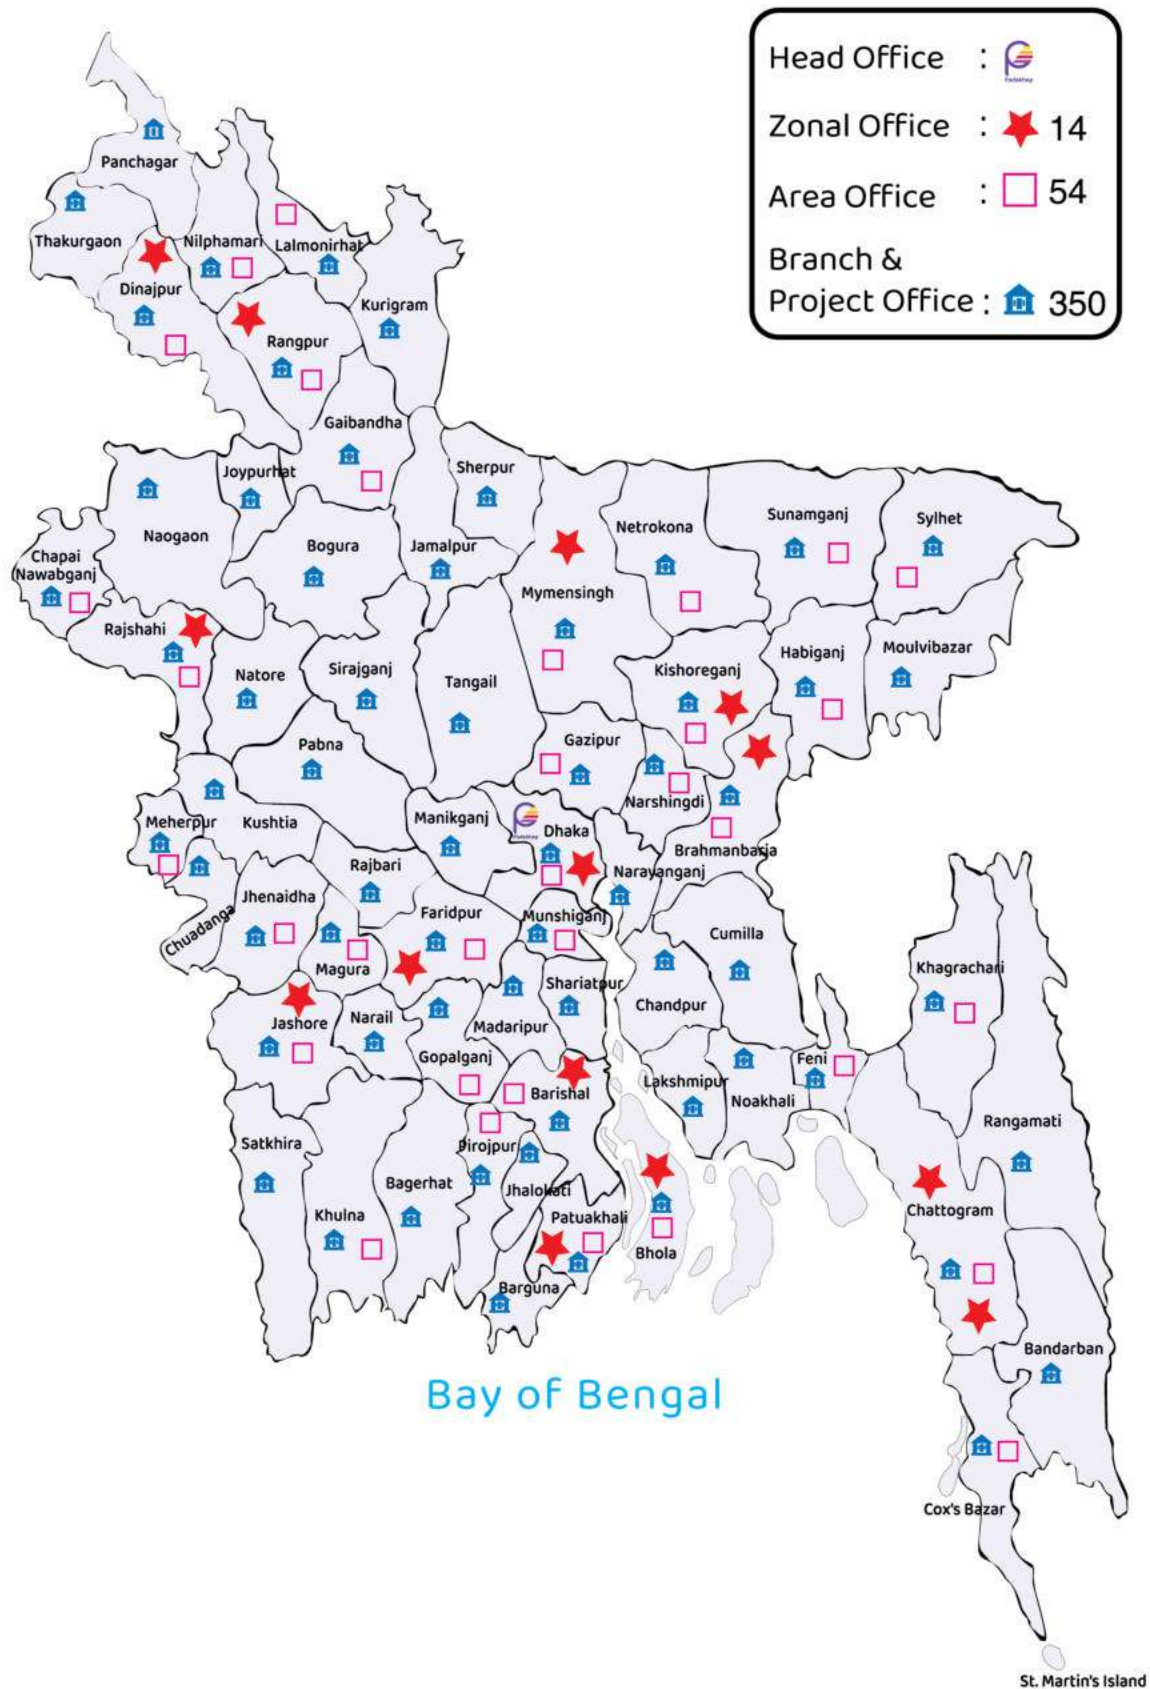 Head Office :
Padakhep
Zonal Office : 14
Area Office : 54
Branch &
Project Office : 350
Panchagar
Thakurgaon
Nilphamari
Lalmonirhat
Dinajpur
Kurigram
Rangpur
Gaibandha
Joypurhat
Sherpur
Naogaon
Sunamganj
Sylhet
Netrokona
Bogura
Jamalpur
Chapai
Nawabganj
Mymensingh
Rajshahi
Habiganj
Moulvibazar
Natore
Sirajganj
Tangail
Kishoreganj
Pabna
Gazipur
Narshingdi
Meherpur
Kushtia
Manikganj
Padakhep
Dhaka
Brahmanbaria
Rajbari
Narayanganj
Jhenaidha
Chuadanga
Faridpur
Munshiganj
Cumilla
Magura
Khagrachari
Shariatpur
Chandpur
Jashore
Narail
Madaripur
Gopalganj
Feni
Lakshmipur
Barishal
Noakhali
Rangamati
Satkhira
Pirojpur
Bagerhat
Jhalokati
Khulna
Patuakhali
Chattogram
Bhola
Barguna
Bandarban
Bay of Bengal
Cox's Bazar
St. Martin's Island